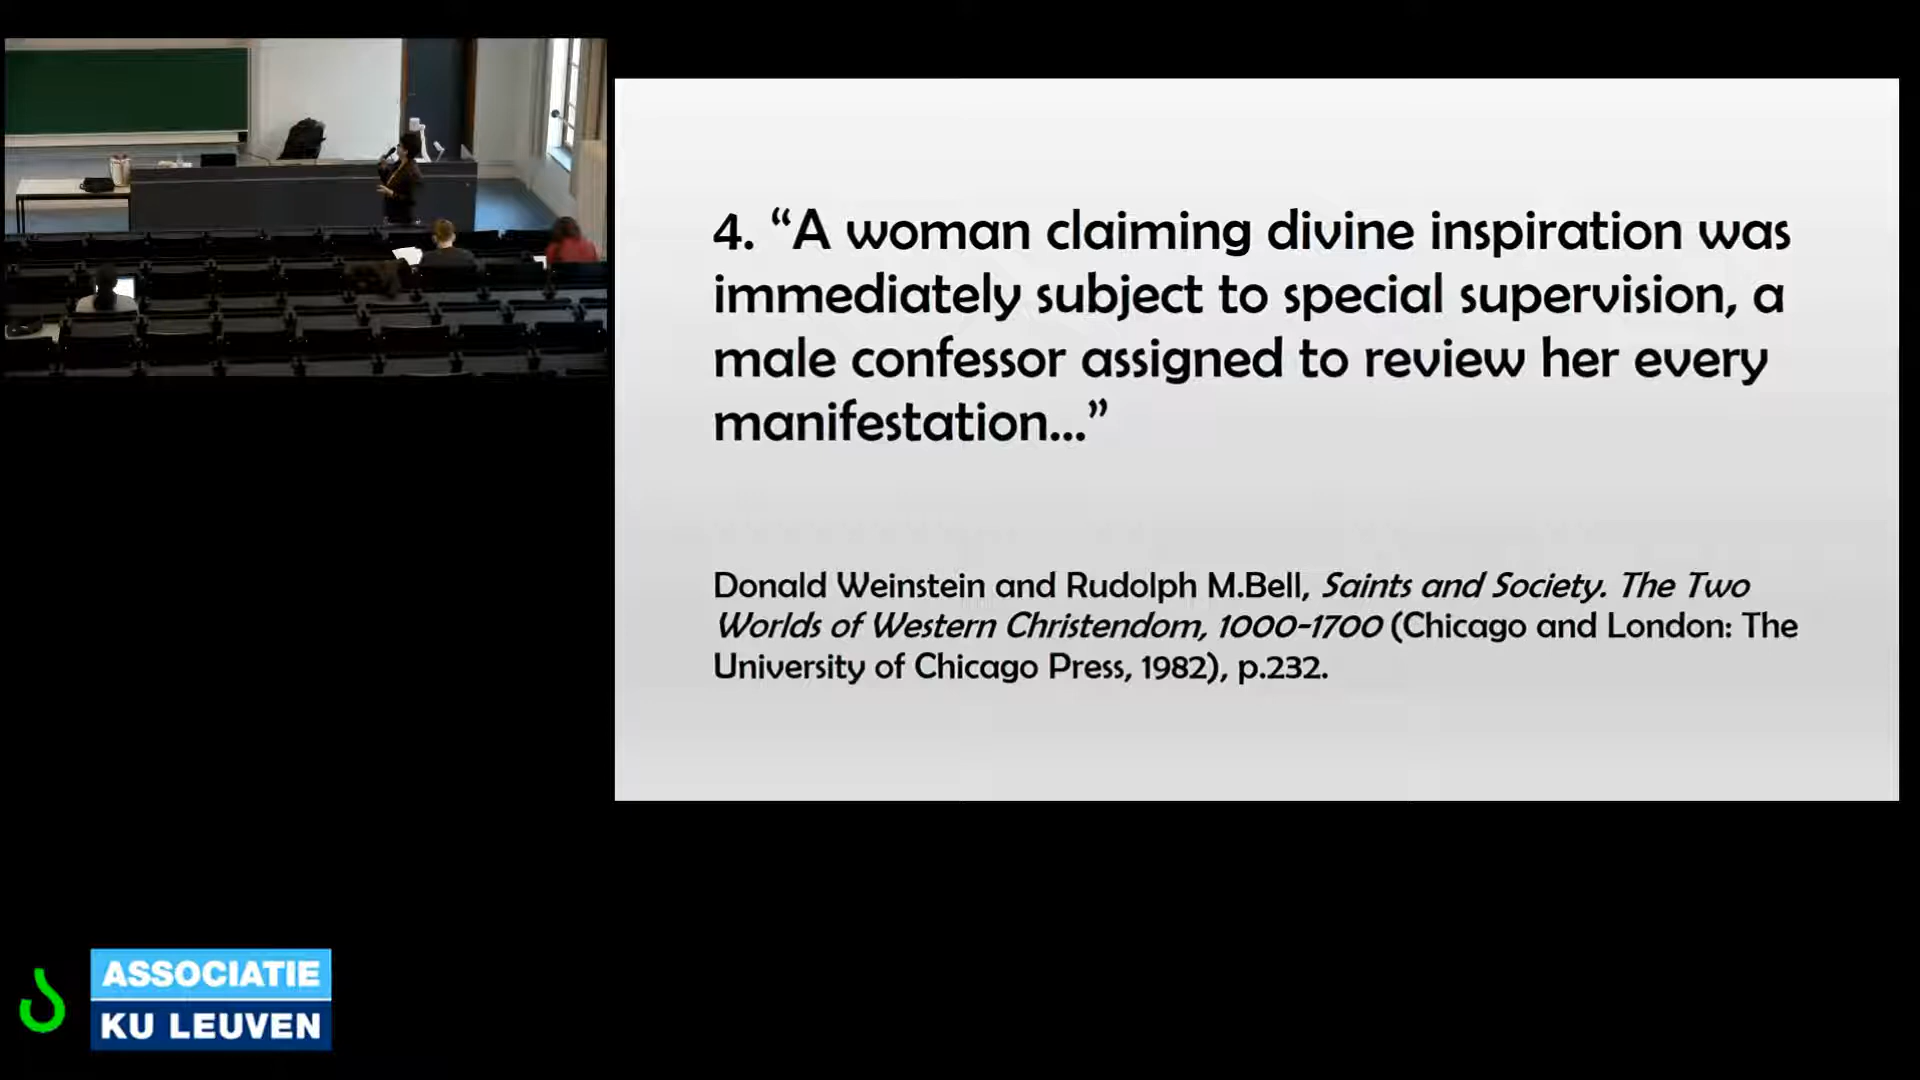 4. “A woman claiming divine inspiration was
immediately subject to special supervision, a
male confessor assigned to review her every
manifestation...”
Donald Weinstein and Rudolph M.Bell, Saints and Society. The Two
Worlds of Western Christendom, 1000-1700 (Chicago and London: The
University of Chicago Press, 1982), p.232.
ASSOCIATIE
KU LEUVEN